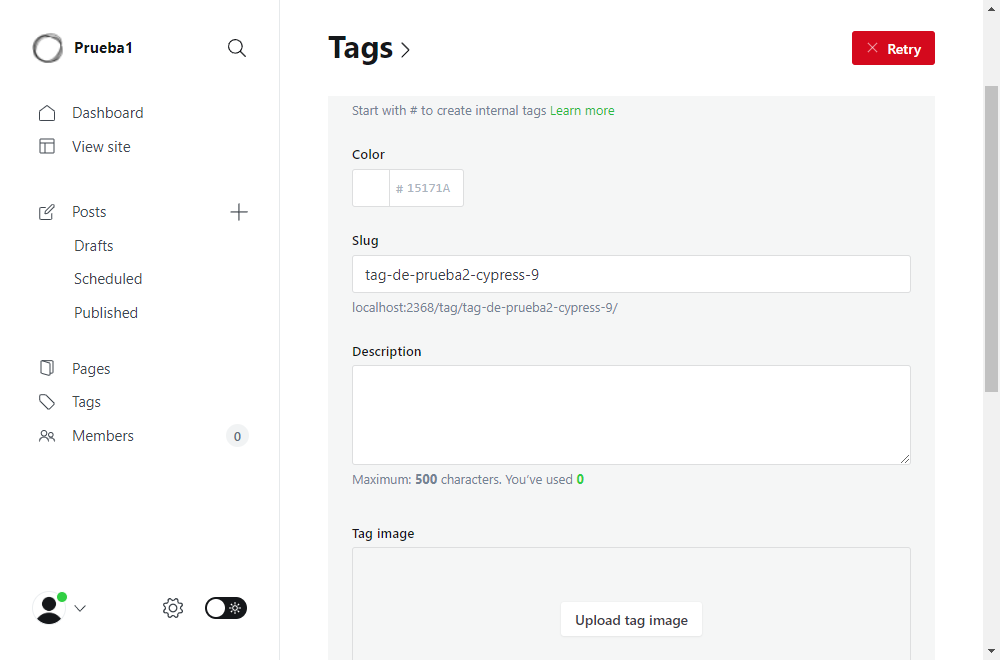 Prueba1
Dashboard
View site
Posts
Drafts
Scheduled
Published
Pages
Tags
Members
0
Tags
Retry
Start with # to create internal tags Learn more
Color
# 15171A
Slug
tag-de-prueba2-cypress-9
localhost:2368/tag/tag-de-prueba2-cypress-9/
Description
Maximum: 500 characters. You’ve used 0
Tag image
Upload tag image